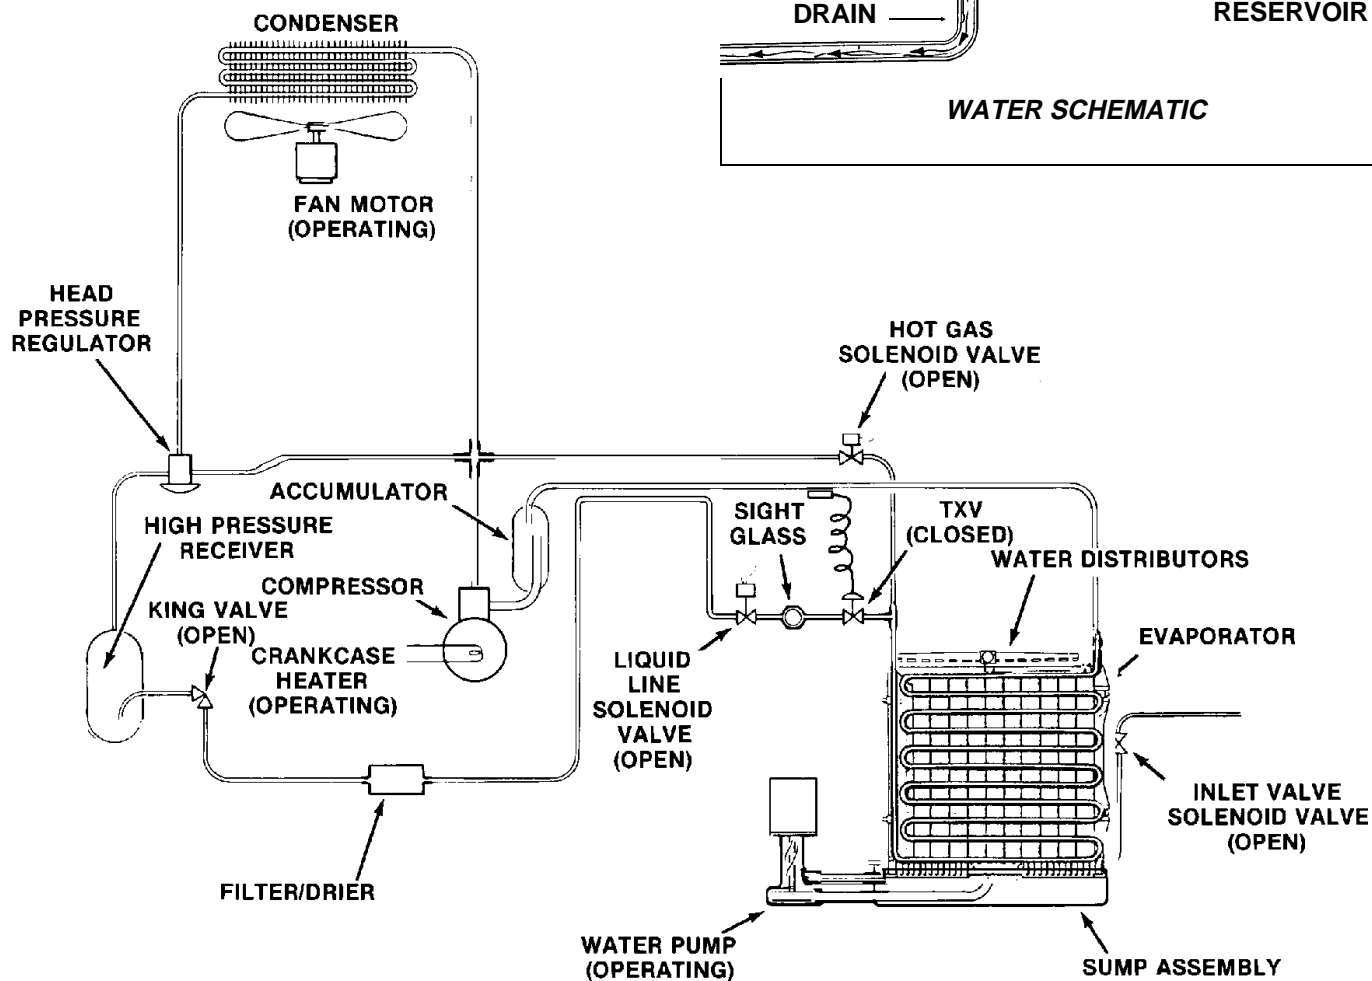 DRAIN
RESERVOIR
WATER SCHEMATIC
CONDENSER
FAN MOTOR
(OPERATING)
HEAD
PRESSURE
REGULATOR
HOT GAS
SOLENOID VALVE
(OPEN)
ACCUMULATOR
HIGH PRESSURE
RECEIVER
SIGHT
GLASS
TXV
(CLOSED)
WATER DISTRIBUTORS
COMPRESSOR
KING VALVE
(OPEN)
CRANKCASE
HEATER
(OPERATING)
LIQUID
LINE
SOLENOID
VALVE
(OPEN)
EVAPORATOR
INLET VALVE
SOLENOID VALVE
(OPEN)
FILTER/DRIER
WATER PUMP
(OPERATING)
SUMP ASSEMBLY